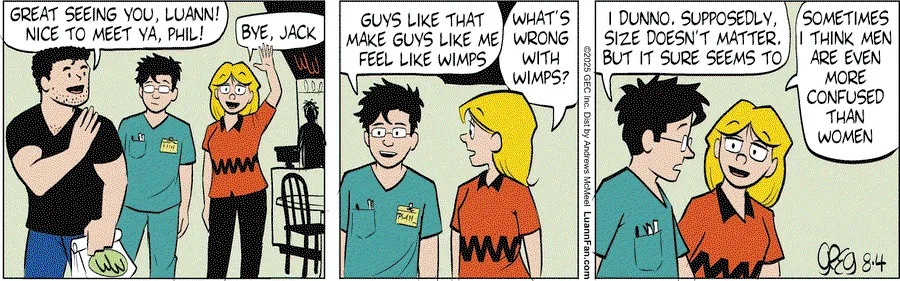 GREAT SEEING YOU, LUANN!
NICE TO MEET YA, PHIL!
BYE, JACK
GUYS LIKE THAT
MAKE GUYS LIKE ME
FEEL LIKE WIMPS
WHAT'S
WRONG
WITH
WIMPS?
©2025 GEC Inc. Dist by Andrews McMeel LuannFan.com
I DUNNO. SUPPOSEDLY,
SIZE DOESN'T MATTER.
BUT IT SURE SEEMS TO
SOMETIMES
I THINK MEN
ARE EVEN
MORE
CONFUSED
THAN
WOMEN
GREG 8·4